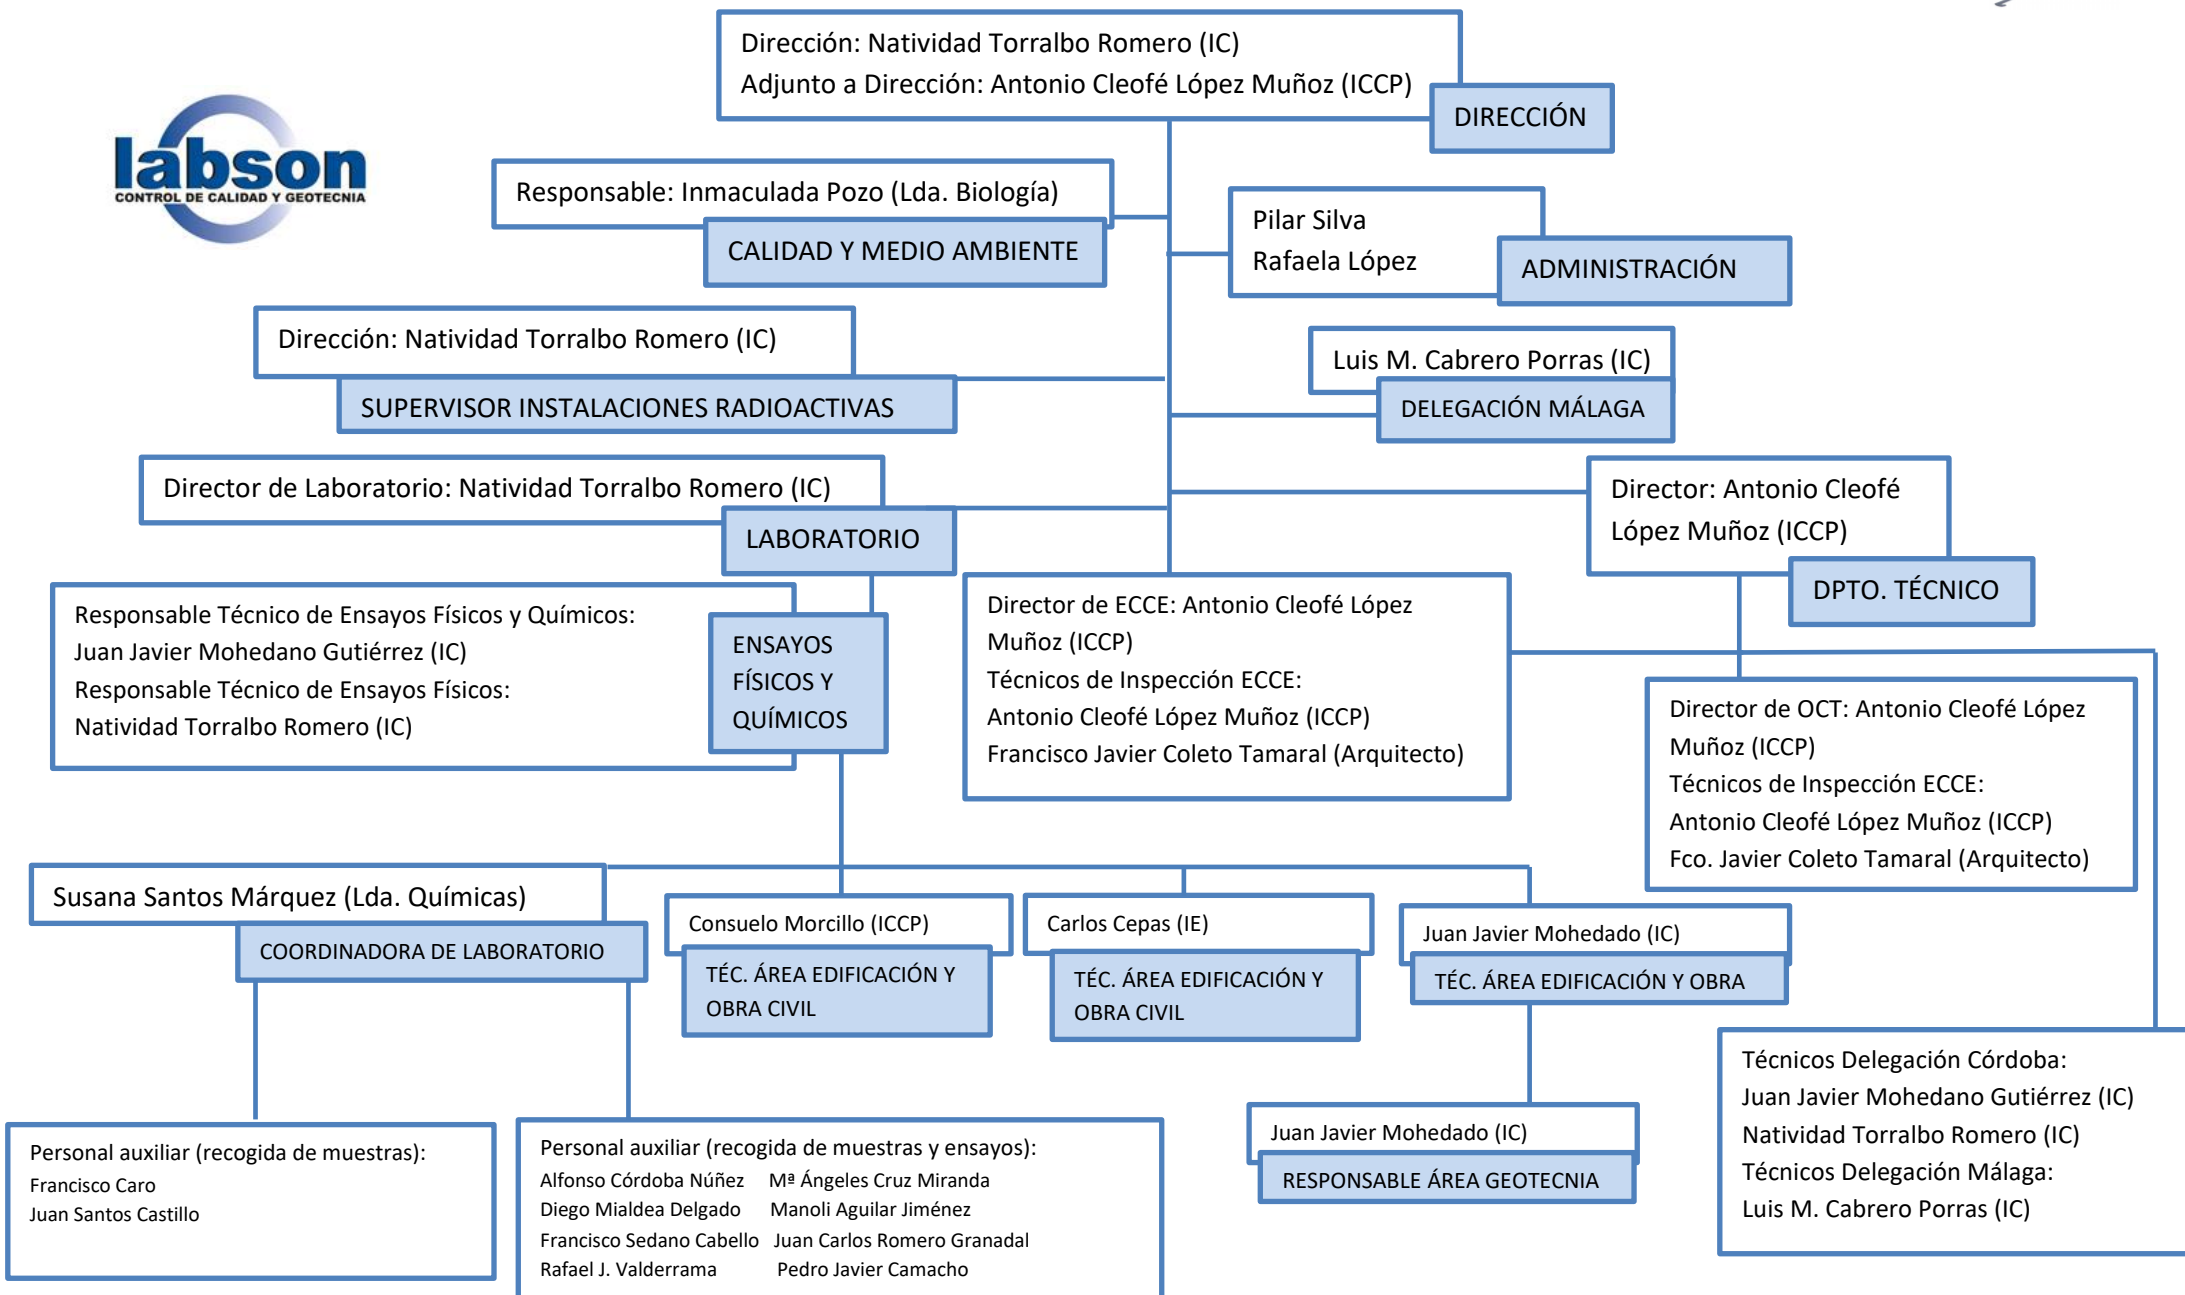 Dirección: Natividad Torralbo Romero (IC)
Adjunto a Dirección: Antonio Cleofé López Muñoz (ICCP)
DIRECCIÓN
labson
CONTROL DE CALIDAD Y GEOTECNIA
Responsable: Inmaculada Pozo (Lda. Biología)
CALIDAD Y MEDIO AMBIENTE
Pilar Silva
Rafaela López
ADMINISTRACIÓN
Dirección: Natividad Torralbo Romero (IC)
SUPERVISOR INSTALACIONES RADIOACTIVAS
Luis M. Cabrero Porras (IC)
DELEGACIÓN MÁLAGA
Director de Laboratorio: Natividad Torralbo Romero (IC)
LABORATORIO
Director: Antonio Cleofé
López Muñoz (ICCP)
DPTO. TÉCNICO
Responsable Técnico de Ensayos Físicos y Químicos:
Juan Javier Mohedano Gutiérrez (IC)
Responsable Técnico de Ensayos Físicos:
Natividad Torralbo Romero (IC)
ENSAYOS
FÍSICOS Y
QUÍMICOS
Director de ECCE: Antonio Cleofé López
Muñoz (ICCP)
Técnicos de Inspección ECCE:
Antonio Cleofé López Muñoz (ICCP)
Francisco Javier Coleto Tamaral (Arquitecto)
Director de OCT: Antonio Cleofé López
Muñoz (ICCP)
Técnicos de Inspección ECCE:
Antonio Cleofé López Muñoz (ICCP)
Fco. Javier Coleto Tamaral (Arquitecto)
Susana Santos Márquez (Lda. Químicas)
COORDINADORA DE LABORATORIO
Consuelo Morcillo (ICCP)
TÉC. ÁREA EDIFICACIÓN Y
OBRA CIVIL
Carlos Cepas (IE)
TÉC. ÁREA EDIFICACIÓN Y
OBRA CIVIL
Juan Javier Mohedado (IC)
TÉC. ÁREA EDIFICACIÓN Y OBRA
Técnicos Delegación Córdoba:
Juan Javier Mohedano Gutiérrez (IC)
Natividad Torralbo Romero (IC)
Técnicos Delegación Málaga:
Luis M. Cabrero Porras (IC)
Personal auxiliar (recogida de muestras):
Francisco Caro
Juan Santos Castillo
Personal auxiliar (recogida de muestras y ensayos):
Alfonso Córdoba Núñez Mª Ángeles Cruz Miranda
Diego Mialdea Delgado Manoli Aguilar Jiménez
Francisco Sedano Cabello Juan Carlos Romero Granadal
Rafael J. Valderrama Pedro Javier Camacho
Juan Javier Mohedado (IC)
RESPONSABLE ÁREA GEOTECNIA